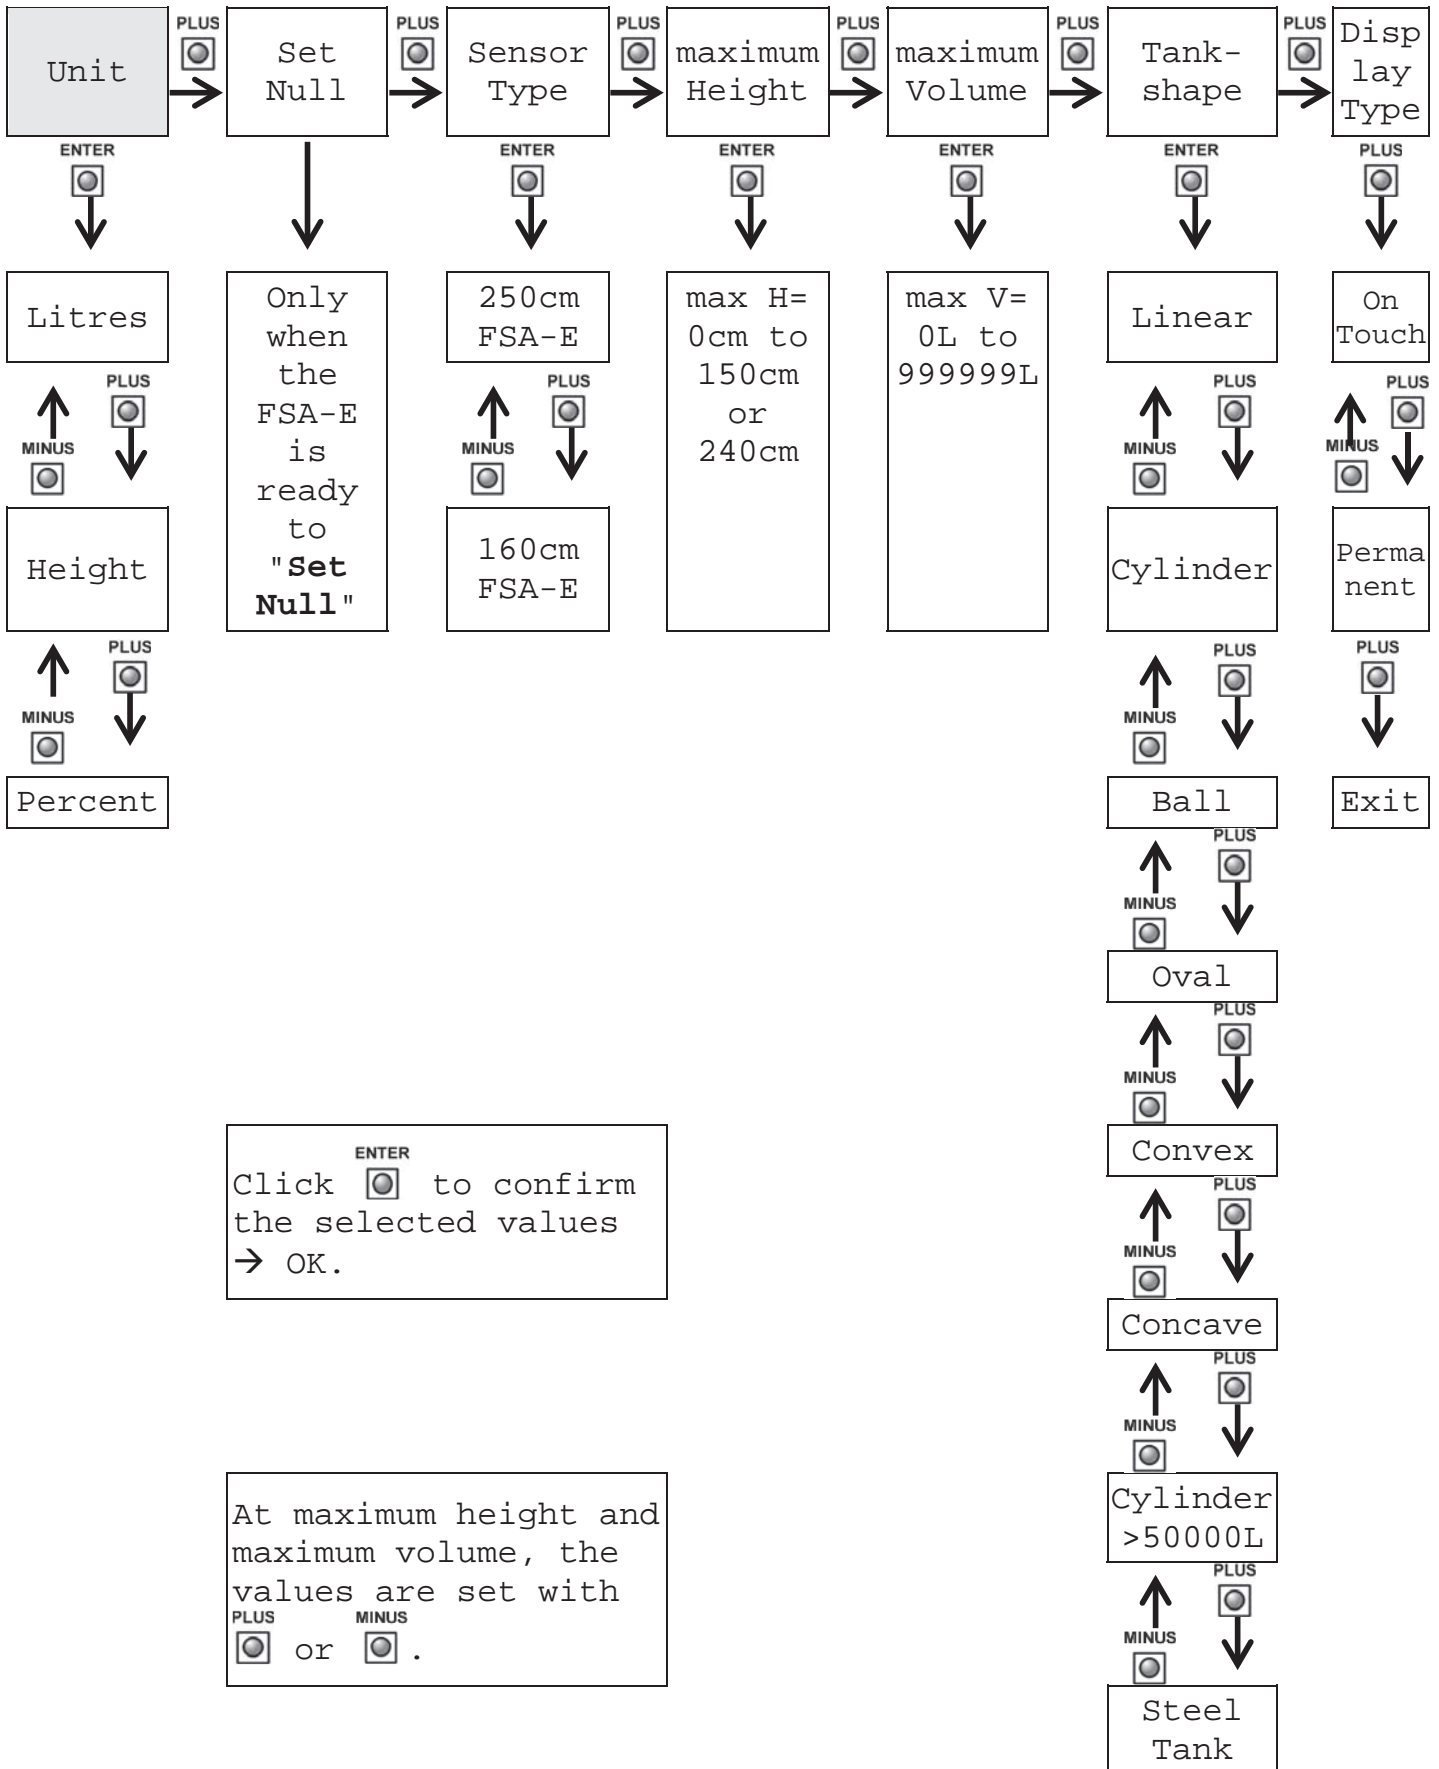 Unit
PLUS
Set
Null
PLUS
Sensor
Type
PLUS
maximum
Height
PLUS
maximum
Volume
PLUS
Tank-
shape
PLUS
Disp
lay
Type
ENTER
ENTER
ENTER
ENTER
ENTER
PLUS
Litres
PLUS
MINUS
Height
PLUS
MINUS
Percent
Only
when
the
FSA-E
is
ready
to
"Set
Null"
250cm
FSA-E
PLUS
MINUS
160cm
FSA-E
max H=
0cm to
150cm
or
240cm
max V=
0L to
999999L
Linear
PLUS
MINUS
Cylinder
PLUS
MINUS
Ball
PLUS
MINUS
Oval
PLUS
MINUS
Convex
PLUS
MINUS
Concave
PLUS
MINUS
Cylinder
>50000L
PLUS
MINUS
Steel
Tank
On
Touch
PLUS
MINUS
Perma
nent
PLUS
Exit
ENTER
Click to confirm
the selected values
→ OK.
At maximum height and
maximum volume, the
values are set with
PLUS MINUS
or .